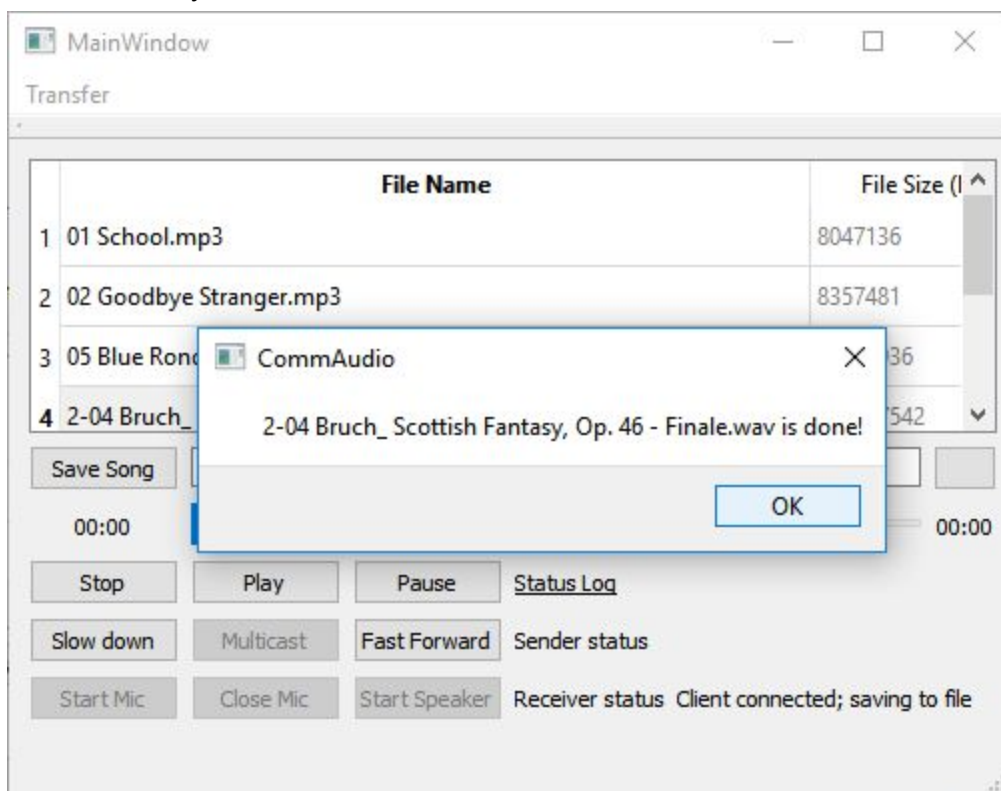 MainWindow
Transfer
File Name File Size (
1 01 School.mp3 8047136
2 02 Goodbye Stranger.mp3 8357481
3 05 Blue 36
CommAudio
4 2-04 Bruch_ 542
2-04 Bruch_ Scottish Fantasy, Op. 46 - Finale.wav is done!
Save Song
OK
00:00 00:00
Stop Play Pause Status Log
Slow down Multicast Fast Forward Sender status
Start Mic Close Mic Start Speaker Receiver status Client connected; saving to file